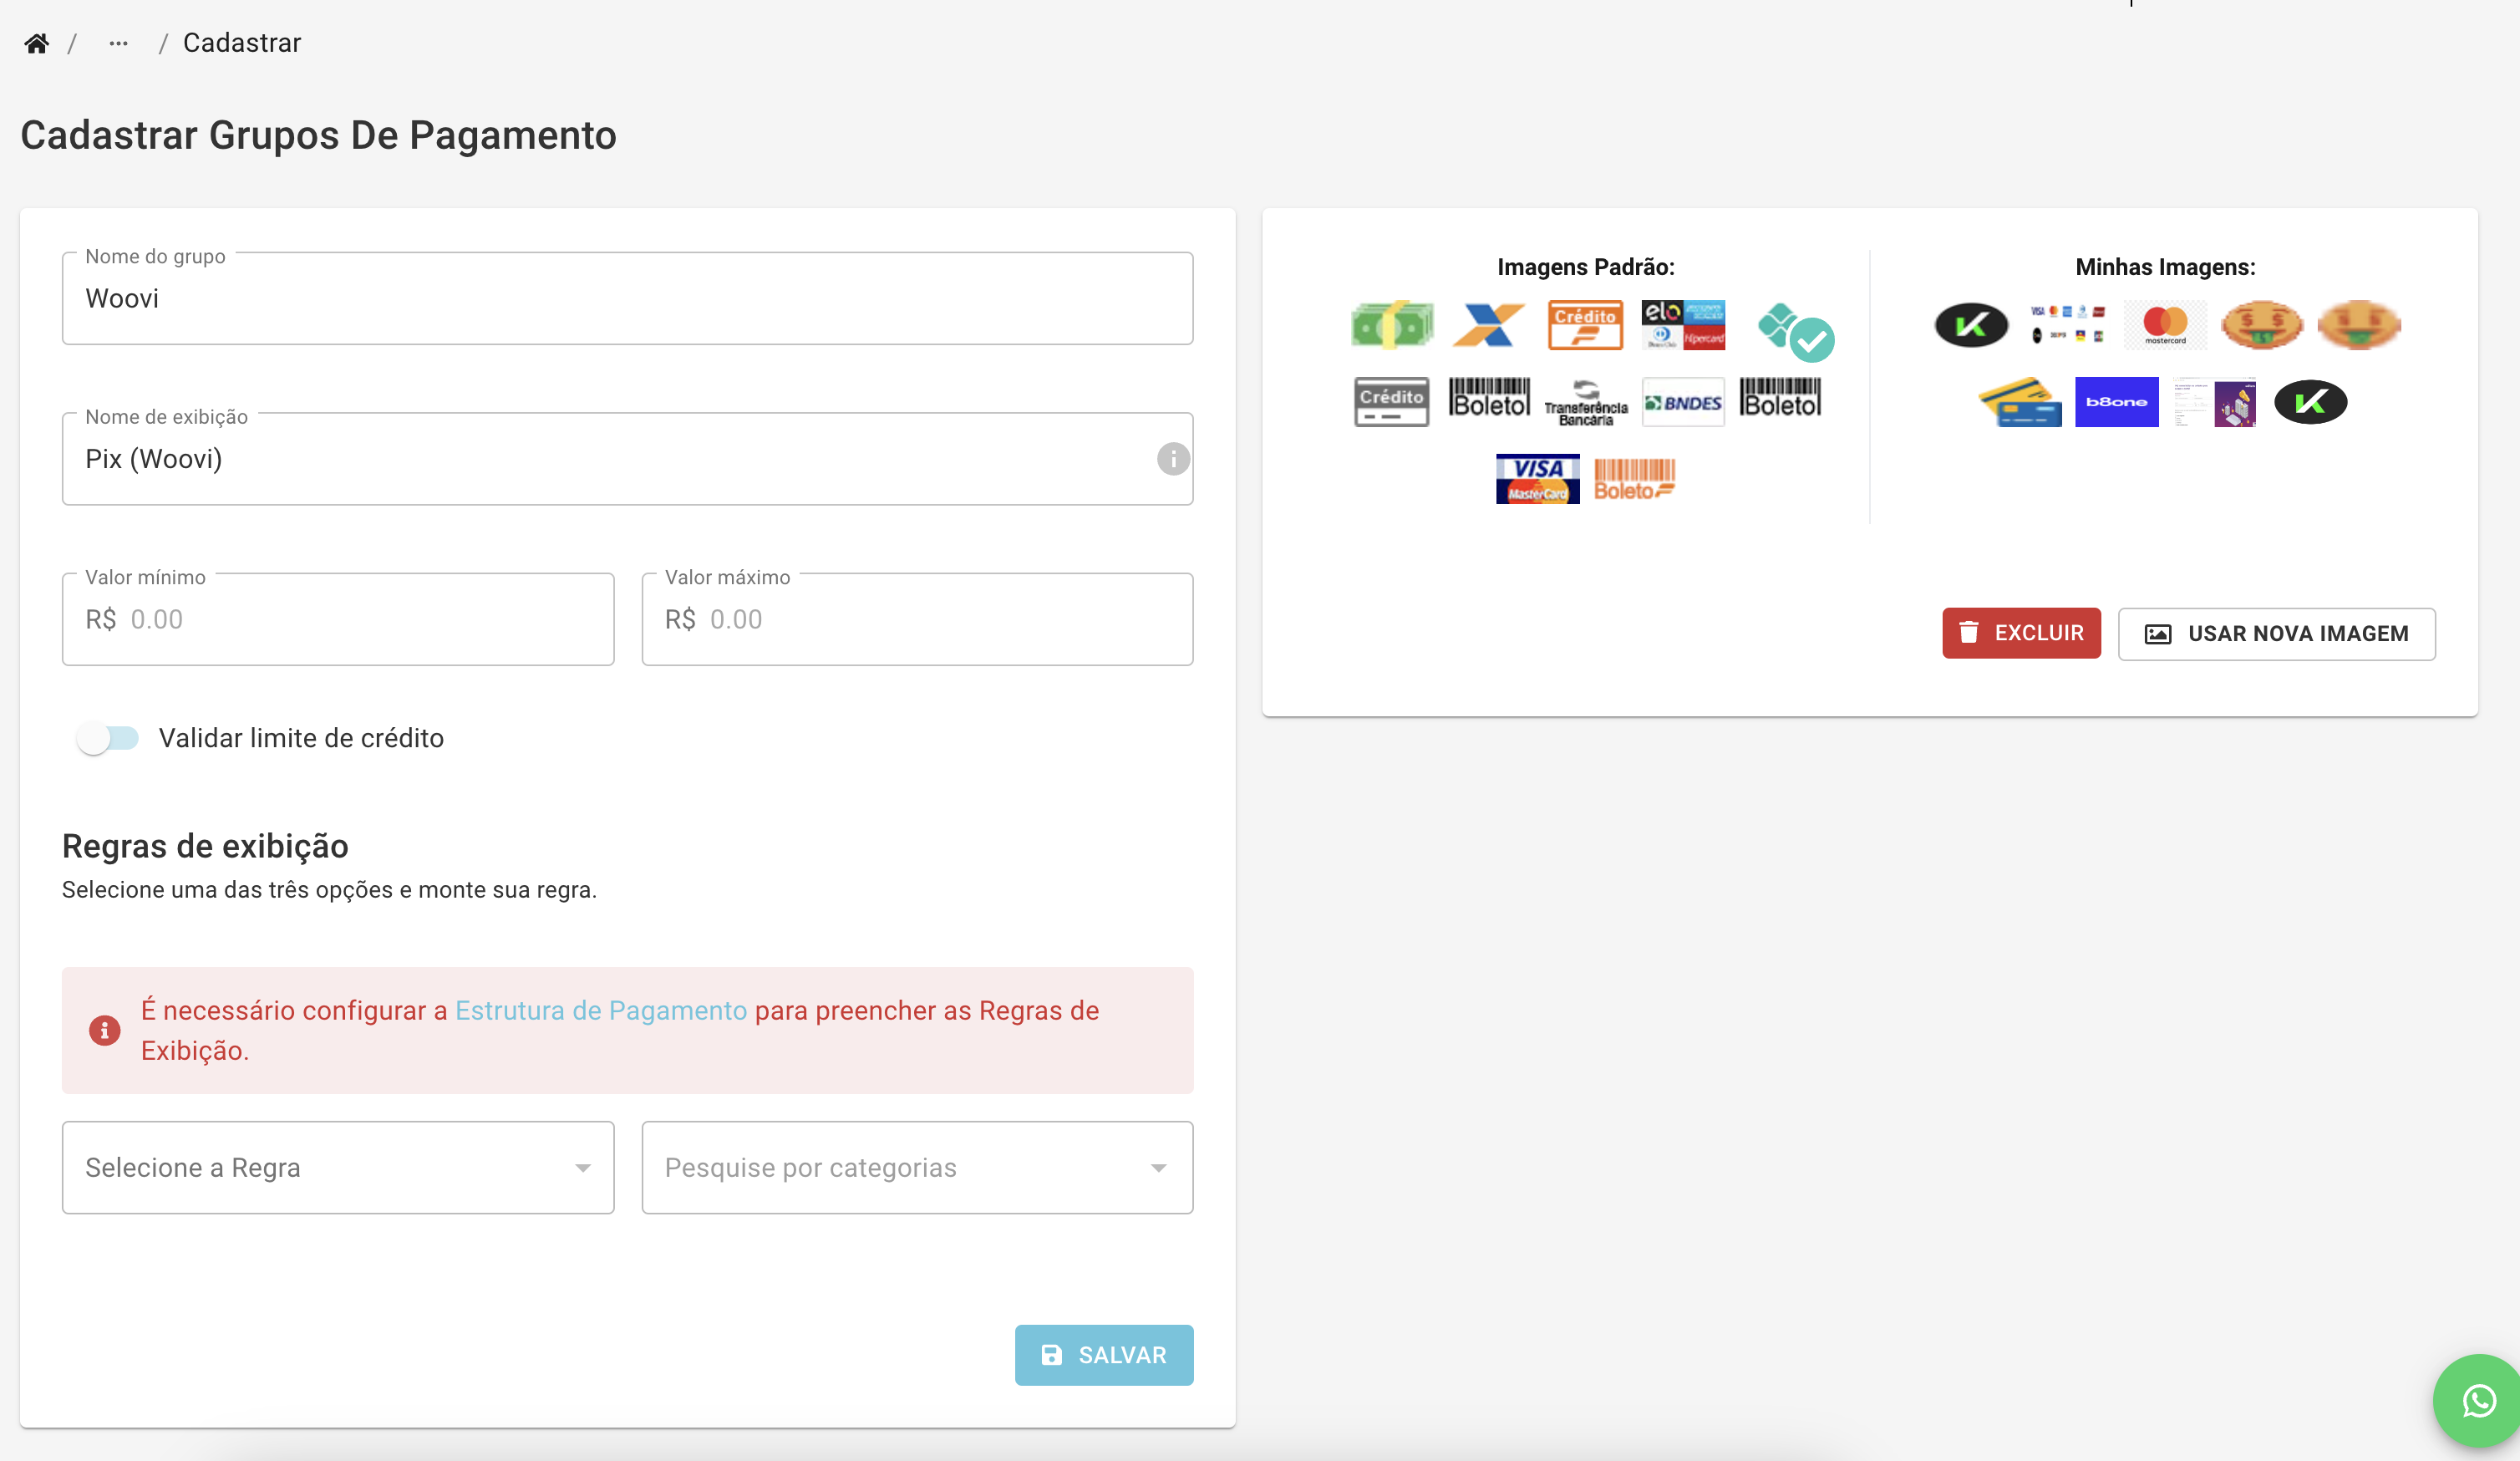 / ... / Cadastrar
Cadastrar Grupos De Pagamento
Nome do grupo
Woovi
Nome de exibição
Pix (Woovi)
Valor mínimo
R$ 0.00
Valor máximo
R$ 0.00
Validar limite de crédito
Regras de exibição
Selecione uma das três opções e monte sua regra.
É necessário configurar a Estrutura de Pagamento para preencher as Regras de
Exibição.
Selecione a Regra
Pesquise por categorias
SALVAR
Imagens Padrão:
Crédito
elo
Hipercard
Crédito
Boleto
Transferência
Bancária
BNDES
Boleto
VISA
MasterCard
Boleto
Minhas Imagens:
K
VISA
mastercard
$ $
b8one
K
EXCLUIR
USAR NOVA IMAGEM